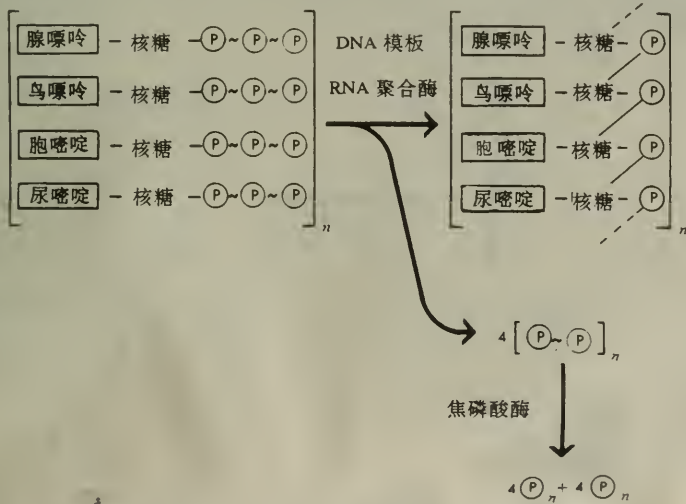 腺嘌呤 - 核糖 - P ~ P ~ P
鸟嘌呤 - 核糖 - P ~ P ~ P
胞嘧啶 - 核糖 - P ~ P ~ P
尿嘧啶 - 核糖 - P ~ P ~ P
n
DNA 模板
RNA 聚合酶
腺嘌呤 - 核糖 - P
鸟嘌呤 - 核糖 - P
胞嘧啶 - 核糖 - P
尿嘧啶 - 核糖 - P
n
4 [ P ~ P ] n
焦磷酸酶
4 P n + 4 P n